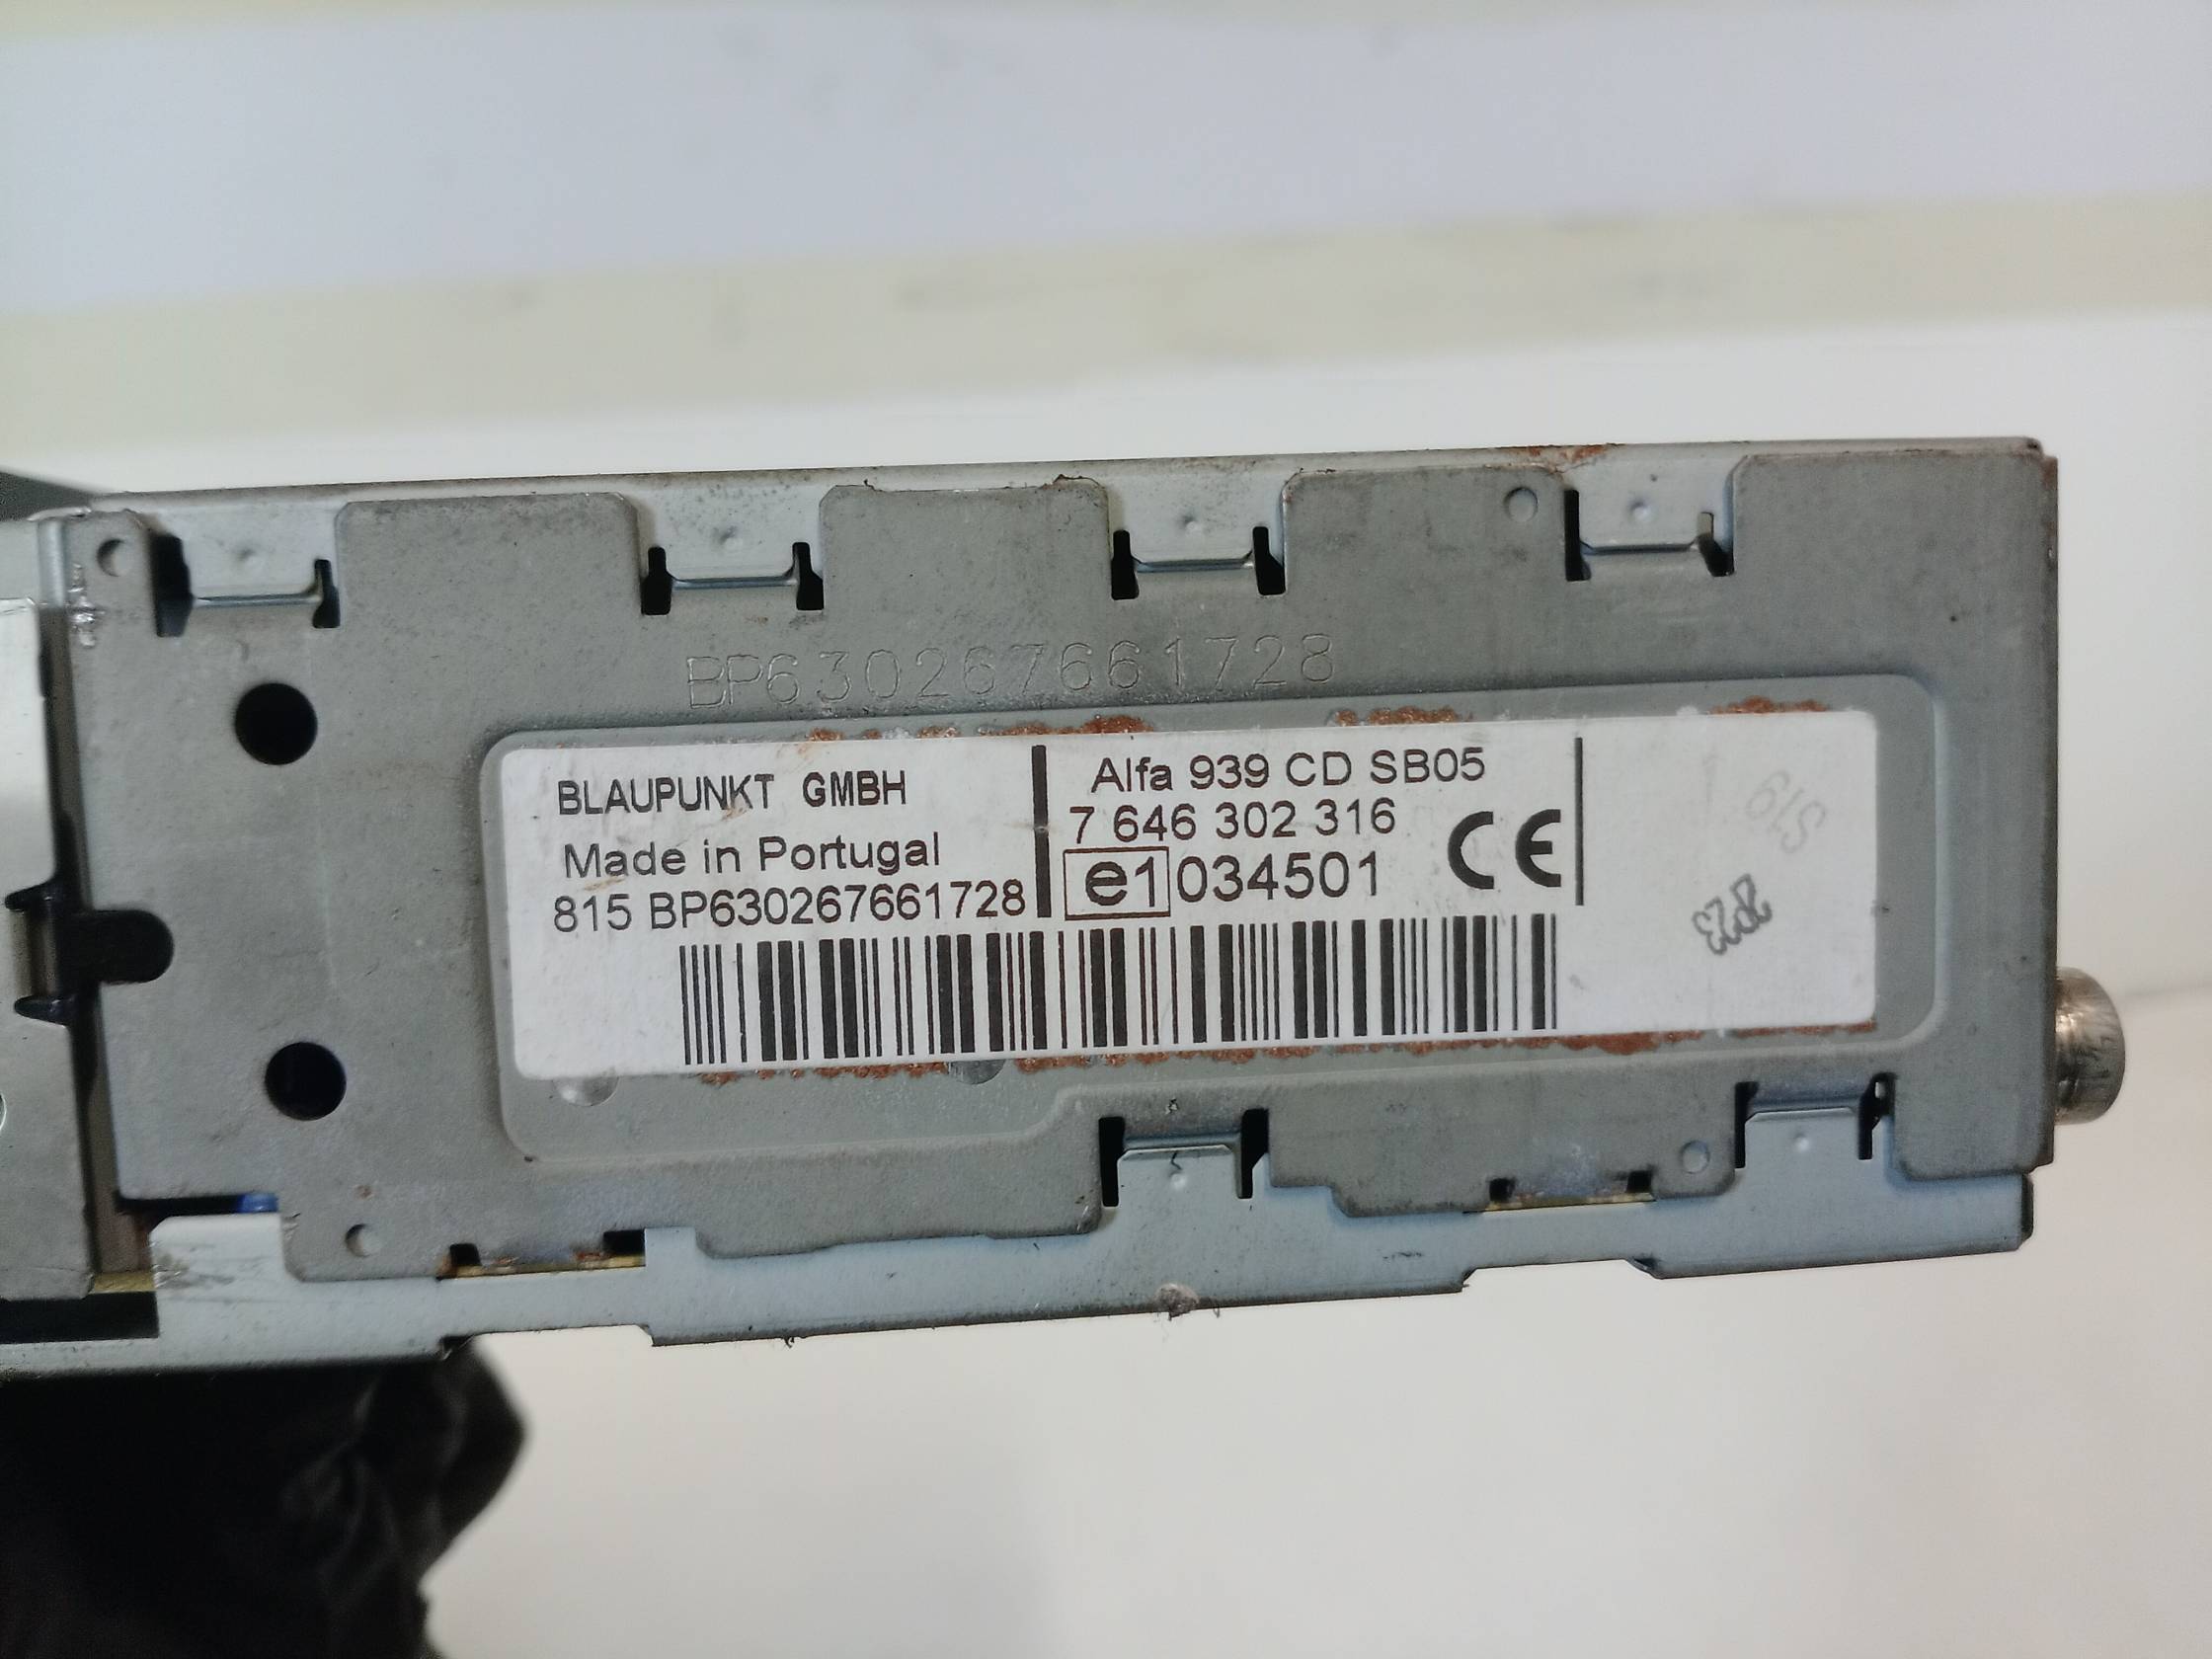 BP630267661728
BLAUPUNKT GMBH
Made in Portugal
815 BP630267661728
Alfa 939 CD SB05
7 646 302 316
e1 034501
CE
S19